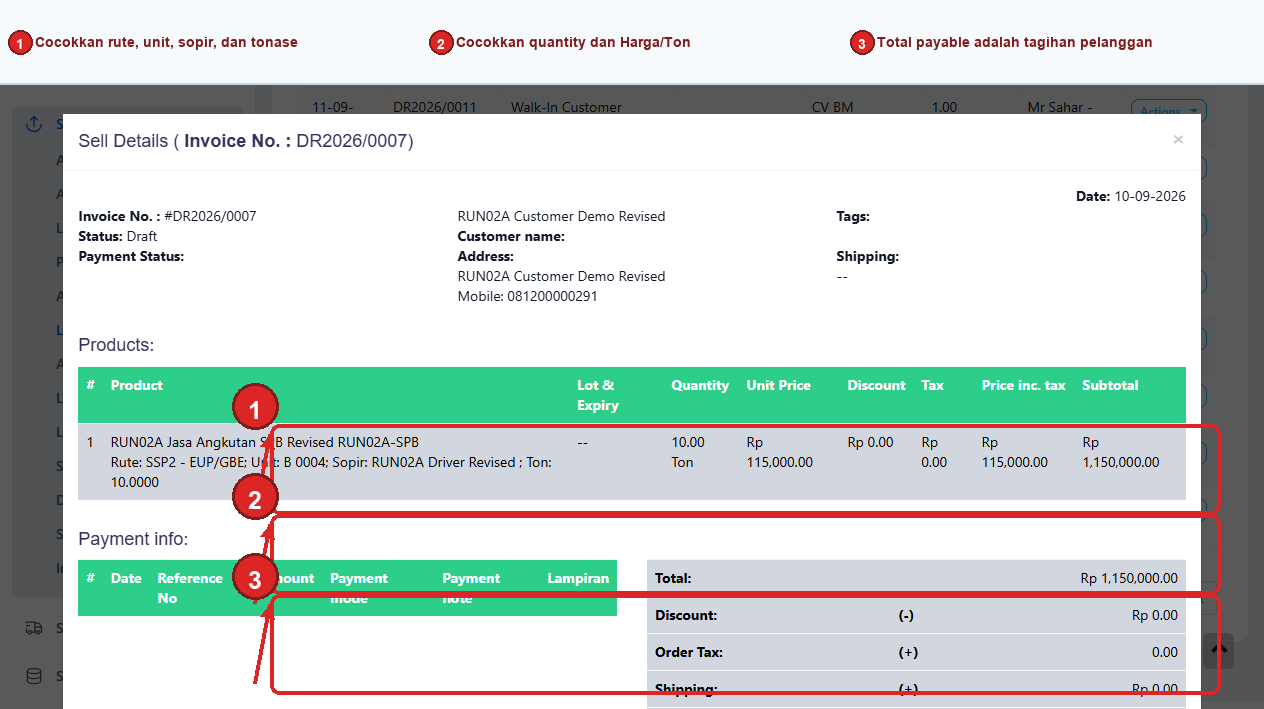 1 Cocokkan rute, unit, sopir, dan tonase
2 Cocokkan quantity dan Harga/Ton
3 Total payable adalah tagihan pelanggan
11-09- DR2026/0011 Walk-In Customer CV BM 1.00 Mr Sahar - Actions
Sell Details ( Invoice No. : DR2026/0007)
×
Date: 10-09-2026
Invoice No. : #DR2026/0007
Status: Draft
Payment Status:
RUN02A Customer Demo Revised
Customer name:
Address:
RUN02A Customer Demo Revised
Mobile: 081200000291
Tags:
Shipping:
--
Products:
# Product Lot & Expiry Quantity Unit Price Discount Tax Price inc. tax Subtotal
1
1 RUN02A Jasa Angkutan SPB Revised RUN02A-SPB -- 10.00 Rp Rp 0.00 Rp Rp Rp
Rute: SSP2 - EUP/GBE; Unit: B 0004; Sopir: RUN02A Driver Revised ; Ton: Ton 115,000.00 0.00 115,000.00 1,150,000.00
10.0000
2
Payment info:
3
# Date Reference No Payment mode Payment note Lampiran
Total: Rp 1,150,000.00
Discount: (-) Rp 0.00
Order Tax: (+) 0.00
Shipping: (+) Rp 0.00